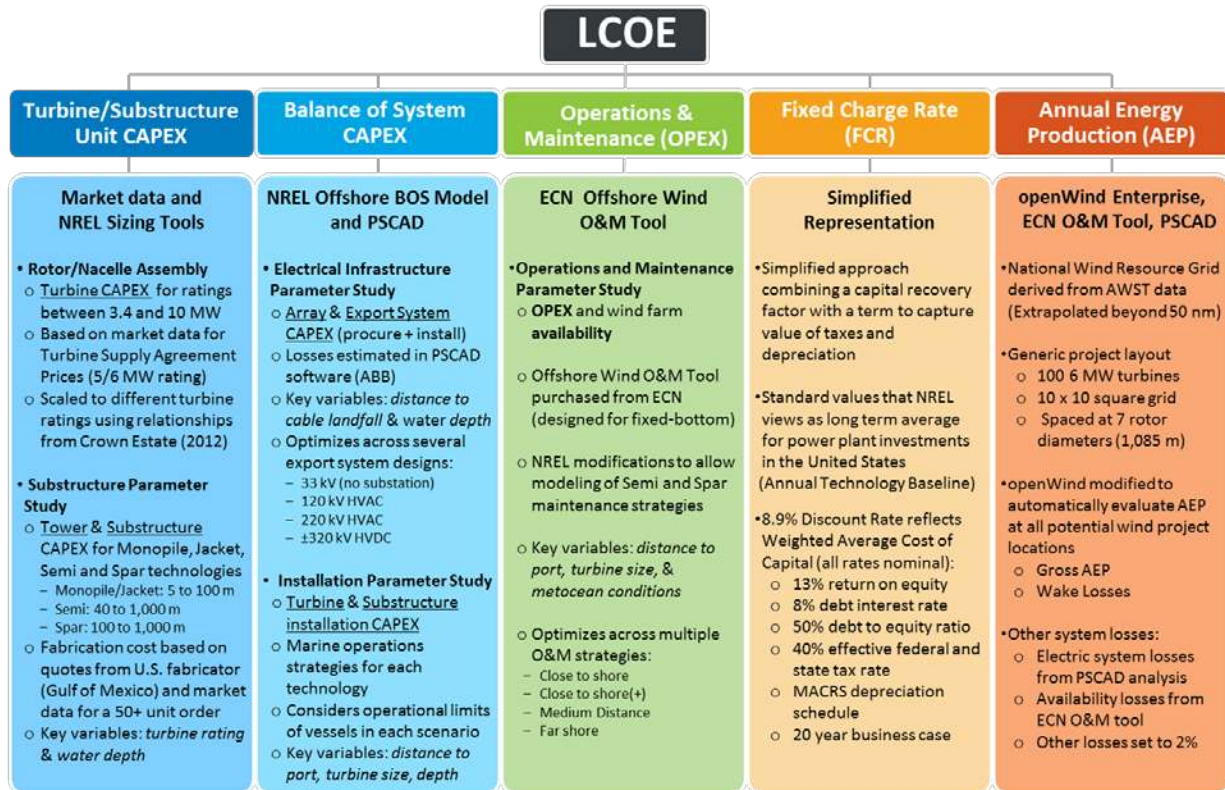 LCOE
Turbine/Substructure
Unit CAPEX
Market data and
NREL Sizing Tools
• Rotor/Nacelle Assembly
o Turbine CAPEX for ratings
between 3.4 and 10 MW
o Based on market data for
Turbine Supply Agreement
Prices (5/6 MW rating)
o Scaled to different turbine
ratings using relationships
from Crown Estate (2012)
• Substructure Parameter
Study
o Tower & Substructure
CAPEX for Monopile, Jacket,
Semi and Spar technologies
– Monopile/Jacket: 5 to 100 m
– Semi: 40 to 1,000 m
– Spar: 100 to 1,000 m
o Fabrication cost based on
quotes from U.S. fabricator
(Gulf of Mexico) and market
data for a 50+ unit order
o Key variables: turbine rating
& water depth
Balance of System
CAPEX
NREL Offshore BOS Model
and PSCAD
• Electrical Infrastructure
Parameter Study
o Array & Export System
CAPEX (procure + install)
o Losses estimated in PSCAD
software (ABB)
o Key variables: distance to
cable landfall & water depth
o Optimizes across several
export system designs:
– 33 kV (no substation)
– 120 kV HVAC
– 220 kV HVAC
– ±320 kV HVDC
• Installation Parameter Study
o Turbine & Substructure
installation CAPEX
o Marine operations
strategies for each
technology
o Considers operational limits
of vessels in each scenario
o Key variables: distance to
port, turbine size, depth
Operations &
Maintenance (OPEX)
ECN Offshore Wind
O&M Tool
•Operations and Maintenance
Parameter Study
o OPEX and wind farm
availability
o Offshore Wind O&M Tool
purchased from ECN
(designed for fixed-bottom)
o NREL modifications to allow
modeling of Semi and Spar
maintenance strategies
o Key variables: distance to
port, turbine size, &
metocean conditions
o Optimizes across multiple
O&M strategies:
– Close to shore
– Close to shore(+)
– Medium Distance
– Far shore
Fixed Charge Rate
(FCR)
Simplified
Representation
•Simplified approach
combining a capital recovery
factor with a term to capture
value of taxes and
depreciation
•Standard values that NREL
views as long term average
for power plant investments
in the United States
(Annual Technology Baseline)
•8.9% Discount Rate reflects
Weighted Average Cost of
Capital (all rates nominal):
o 13% return on equity
o 8% debt interest rate
o 50% debt to equity ratio
o 40% effective federal and
state tax rate
o MACRS depreciation
schedule
o 20 year business case
Annual Energy
Production (AEP)
openWind Enterprise,
ECN O&M Tool, PSCAD
•National Wind Resource Grid
derived from AWST data
(Extrapolated beyond 50 nm)
•Generic project layout
o 100 6 MW turbines
o 10 x 10 square grid
o Spaced at 7 rotor
diameters (1,085 m)
•openWind modified to
automatically evaluate AEP
at all potential wind project
locations
o Gross AEP
o Wake Losses
•Other system losses:
o Electric system losses
from PSCAD analysis
o Availability losses from
ECN O&M tool
o Other losses set to 2%